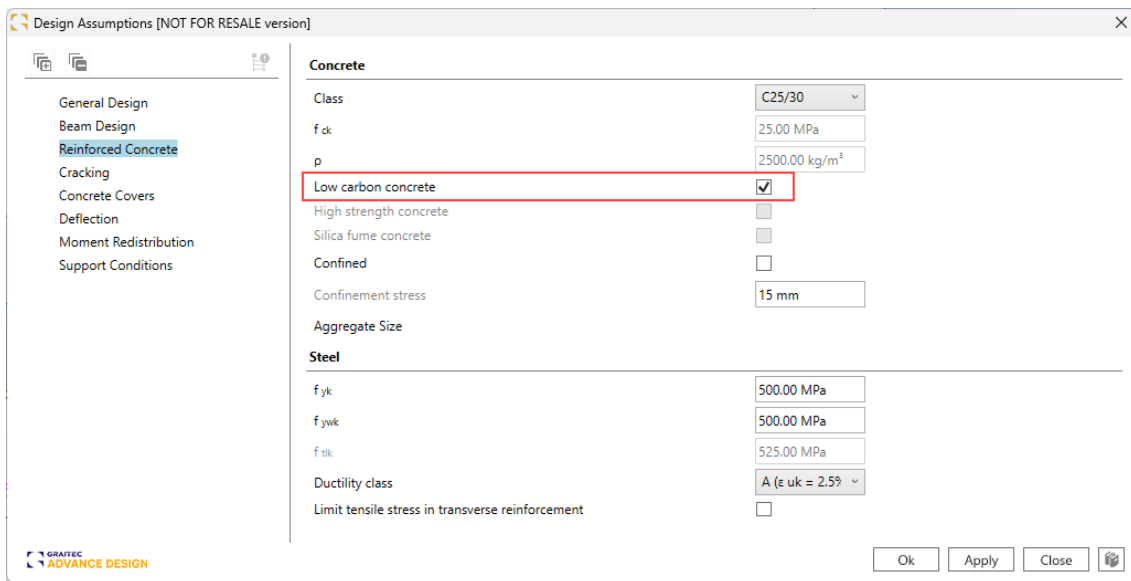 Design Assumptions [NOT FOR RESALE version]
General Design
Beam Design
Reinforced Concrete
Cracking
Concrete Covers
Deflection
Moment Redistribution
Support Conditions
Concrete
Class C25/30
f ck 25.00 MPa
ρ 2500.00 kg/m³
Low carbon concrete
High strength concrete
Silica fume concrete
Confined
Confinement stress 15 mm
Aggregate Size
Steel
f yk 500.00 MPa
f ywk 500.00 MPa
f tlk 525.00 MPa
Ductility class A (ε uk = 2.5%
Limit tensile stress in transverse reinforcement
GRAITEC
ADVANCE DESIGN
Ok Apply Close